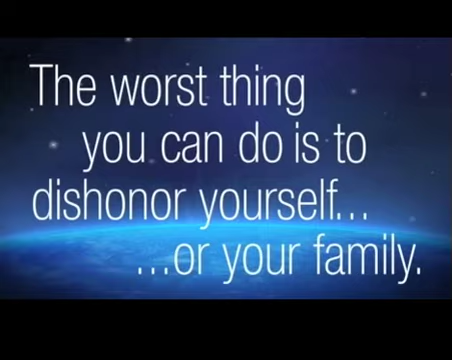 The worst thing
you can do is to
dishonor yourself...
...or your family.